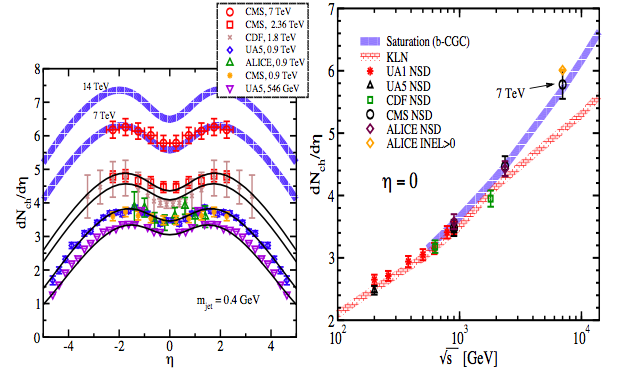 CMS, 7 TeV
CMS, 2.36 TeV
CDF, 1.8 TeV
UA5, 0.9 TeV
ALICE, 0.9 TeV
CMS, 0.9 TeV
UA5, 546 GeV
8
7
6
5
4
3
2
1
0
dN_ch/dη
14 TeV
7 TeV
m_jet = 0.4 GeV
-5 -4 -2 0 2 4 5
η
7
6
5
4
3
2
dN_ch/dη
Saturation (b-CGC)
KLN
UA1 NSD
UA5 NSD
CDF NSD
CMS NSD
ALICE NSD
ALICE INEL>0
7 TeV
η = 0
10^2 10^3 10^4
√s [GeV]